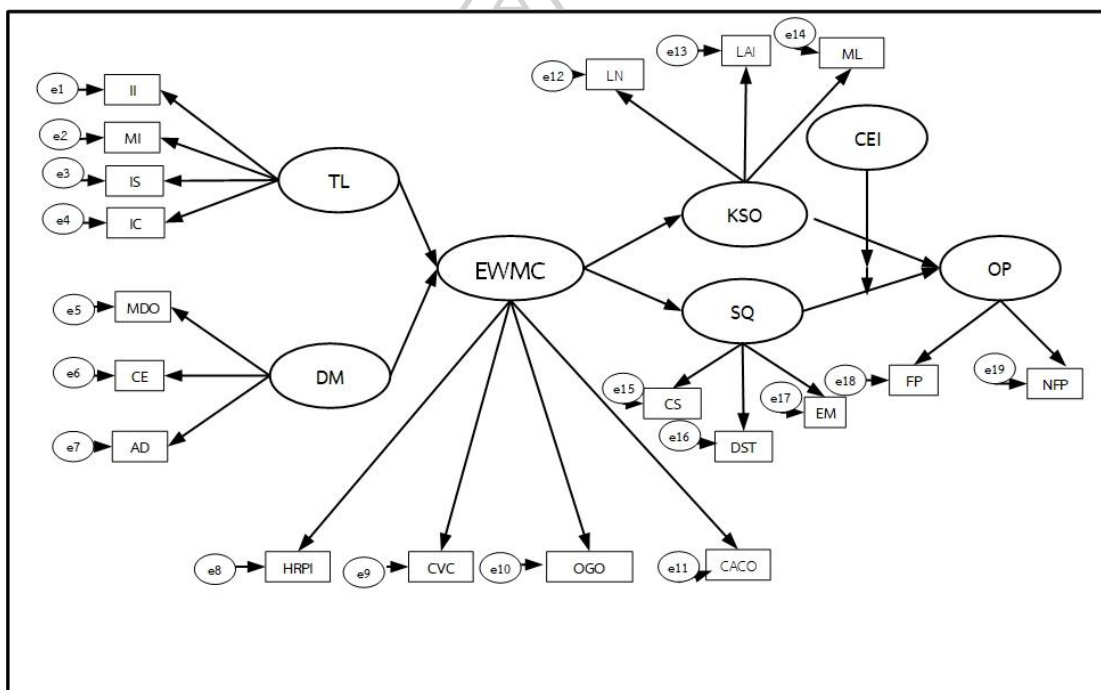 e1
II
e2
MI
e3
IS
e4
IC
TL
e5
MDO
e6
CE
e7
AD
DM
EWMC
e8
HRPI
e9
CVC
e10
OGO
e11
CACO
e12
LN
e13
LAI
e14
ML
KSO
CEI
SQ
OP
e15
CS
e16
DST
e17
EM
e18
FP
e19
NFP